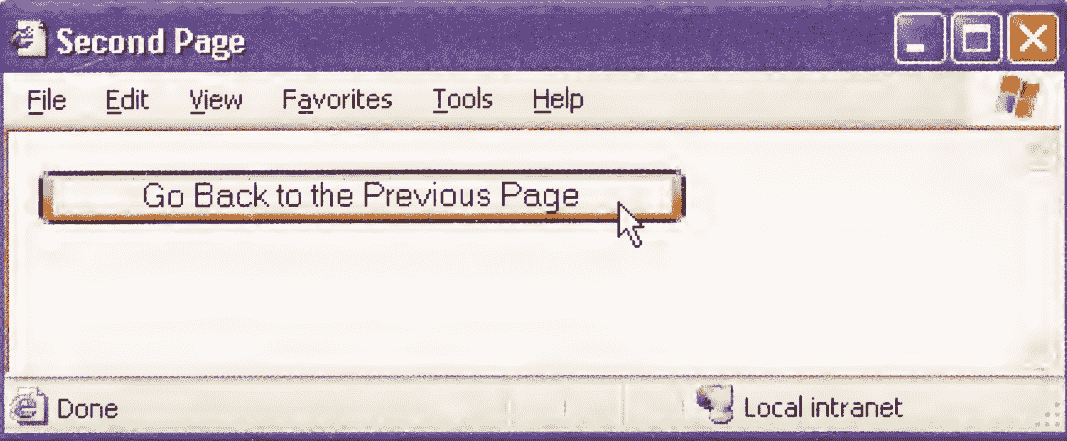 Second Page
File Edit View Favorites Tools Help
Go Back to the Previous Page
Done Local intranet